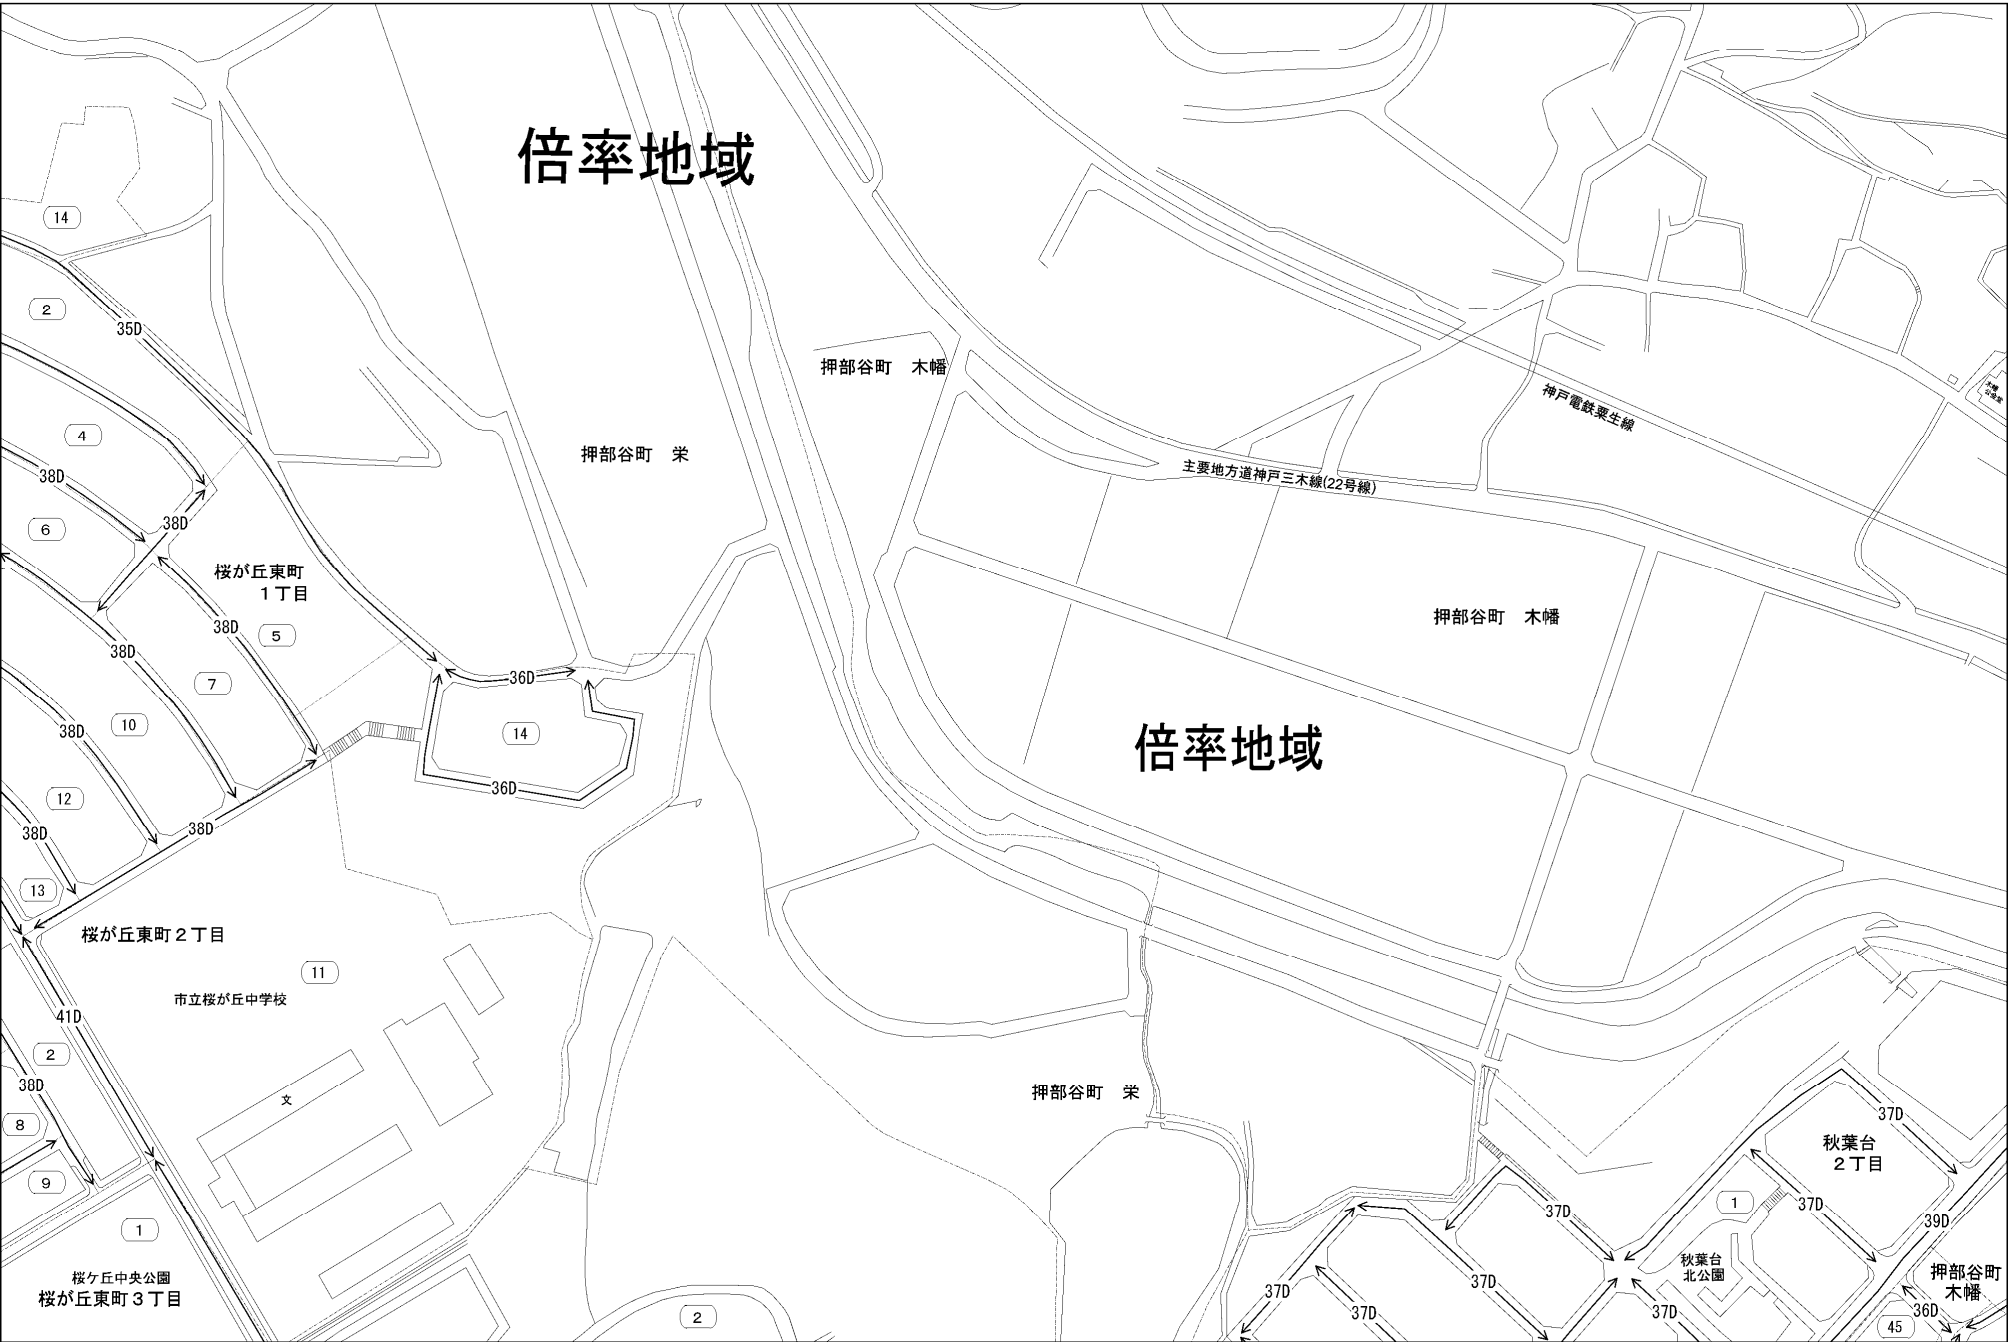 倍率地域
14
2
35D
押部谷町　木幡
木幡
公会堂
神戸電鉄粟生線
4
38D
押部谷町　栄
主要地方道神戸三木線(22号線)
6
38D
桜が丘東町
1丁目
5
38D
押部谷町　木幡
38D
7
36D
10
38D
14
倍率地域
36D
12
38D
38D
13
桜が丘東町2丁目
11
市立桜が丘中学校
41D
2
38D
文
押部谷町　栄
8
37D
秋葉台
2丁目
9
1
37D
37D
39D
1
秋葉台
北公園
桜ケ丘中央公園
桜が丘東町3丁目
37D
37D
37D
37D
押部谷町
木幡
36D
2
45